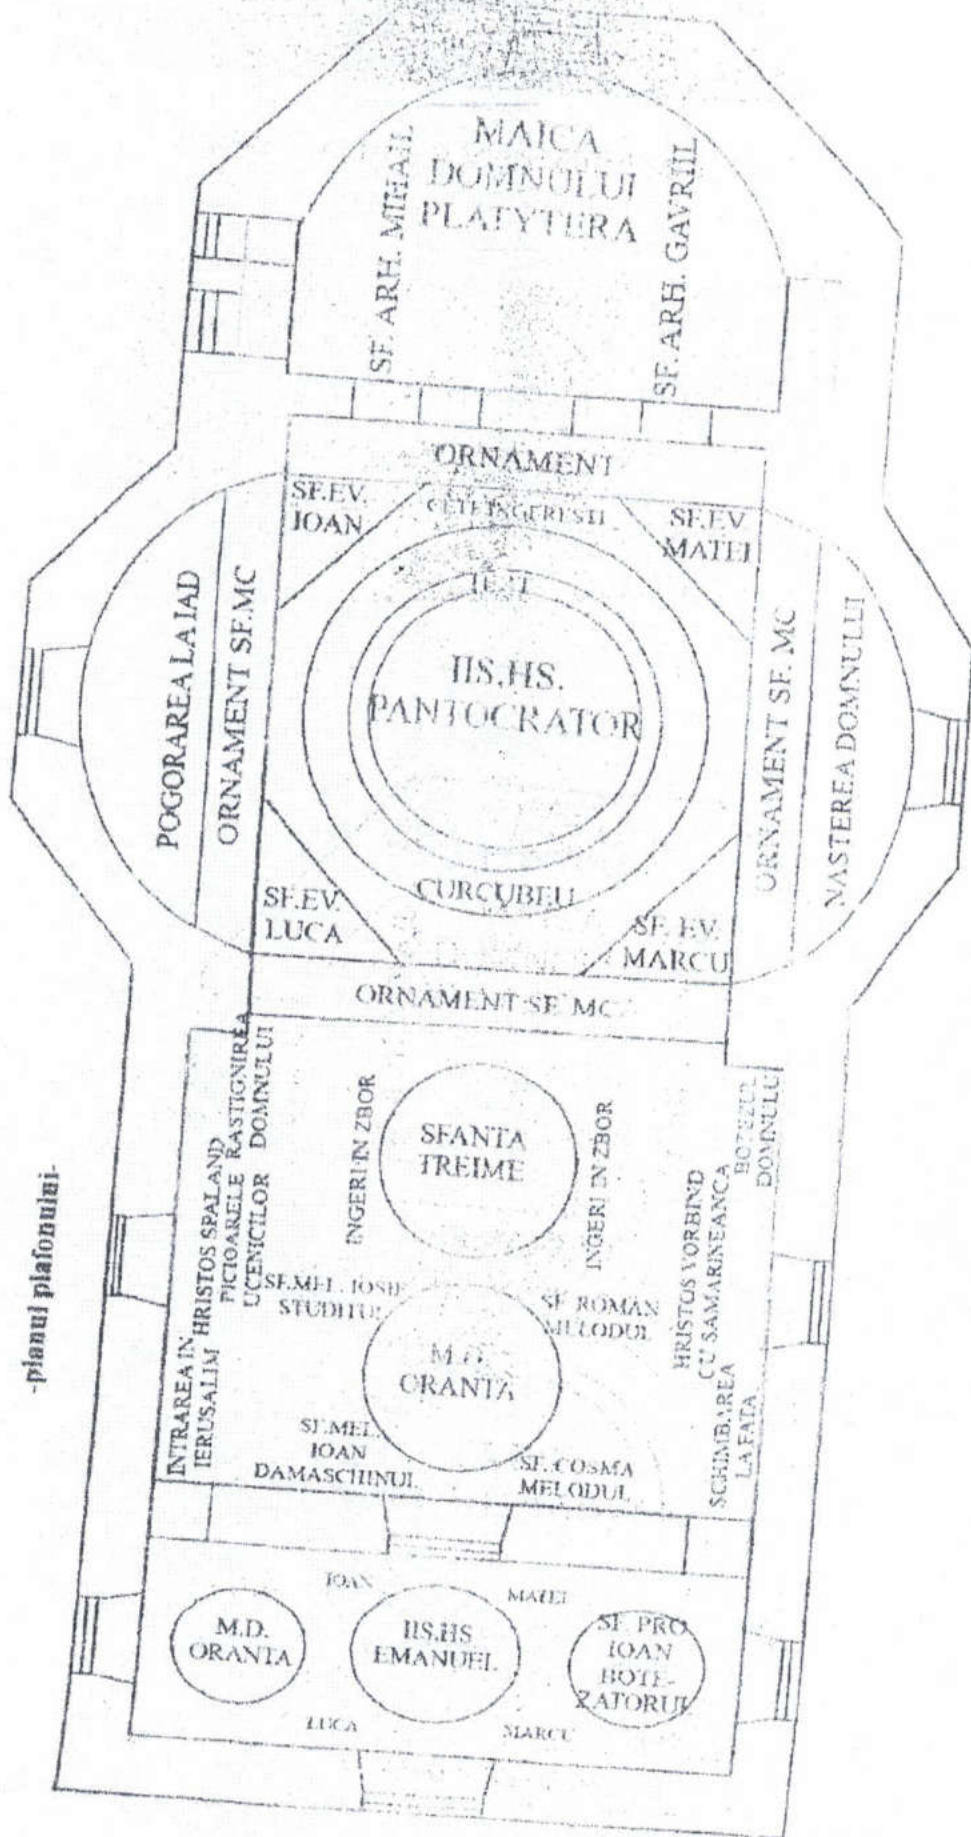 MAICA
DOMNULUI
PLATYTERA
SF. ARH. MIHAIL
SF. ARH. GAVRIIL
ORNAMENT
SF.EV.
IOAN
CETE INGERESTI
SF.EV.
MATEI
POGORAREA LA IAD
ORNAMENT SF.MC
IIS.HS.
PANTOCRATOR
ORNAMENT SF. MC
NASTEREA DOMNULUI
SF.EV.
LUCA
CURCUBEU
SF. EV.
MARCU
ORNAMENT SF. MC
-planul plafonului-
INTRAREA IN
IERUSALIM
HRISTOS SPALAND
PICIOARELE
UCENICILOR
RASTIGNIREA
DOMNULUI
INGERI IN ZBOR
SFANTA
TREIME
INGERI IN ZBOR
BOTEZUL
DOMNULUI
HRISTOS VORBIND
CU SAMARINEANCA
SCHIMBAREA
LA FATA
SF.MEL. IOSIF
STUDITUL
SF. ROMAN
MELODUL
M.D.
ORANTA
SF.MEL.
IOAN
DAMASCHINUL
SF. COSMA
MELODUL
IOAN
MATEI
M.D.
ORANTA
IIS.HS
EMANUEL
SF. PRO
IOAN
BOTE-
ZATORUL
LUCA
MARCU